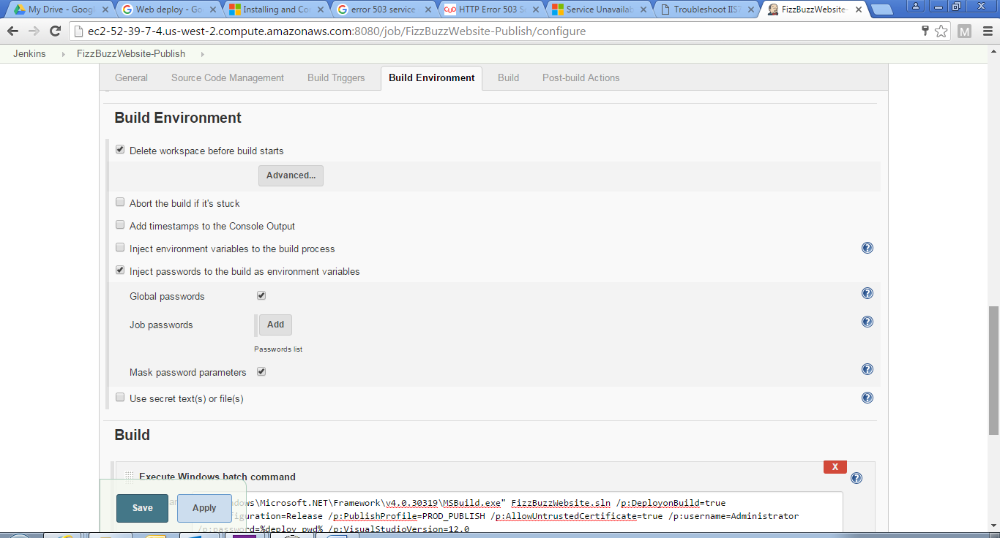 My Drive - Googl
Web deploy - Go
Installing and Co
error 503 service
HTTP Error 503 S
Service Unavailab
Troubleshoot IIS7
FizzBuzzWebsite-
ec2-52-39-7-4.us-west-2.compute.amazonaws.com:8080/job/FizzBuzzWebsite-Publish/configure
Jenkins FizzBuzzWebsite-Publish
General Source Code Management Build Triggers Build Environment Build Post-build Actions
Build Environment
Delete workspace before build starts
Advanced...
Abort the build if it's stuck
Add timestamps to the Console Output
Inject environment variables to the build process
Inject passwords to the build as environment variables
Global passwords
Job passwords Add
Passwords list
Mask password parameters
Use secret text(s) or file(s)
Build
X
Execute Windows batch command
Save Apply
dows\Microsoft.NET\Framework\v4.0.30319\MSBuild.exe" FizzBuzzWebsite.sln /p:DeployonBuild=true
iguration=Release /p:PublishProfile=PROD_PUBLISH /p:AllowUntrustedCertificate=true /p:username=Administrator
/p:password=%deploy_pwd% /p:VisualStudioVersion=12.0